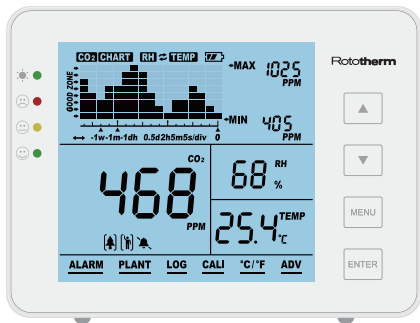 CO2 CHART RH ⇄ TEMP
Rototherm
MAX 1025 PPM
GOOD ZONE
MIN 405 PPM
↔ -1w-1m-1dh 0.5d2h5m5s/div 0
468 CO2 PPM
68 RH %
25.4 TEMP °C
ALARM PLANT LOG CALI °C/°F ADV
MENU
ENTER